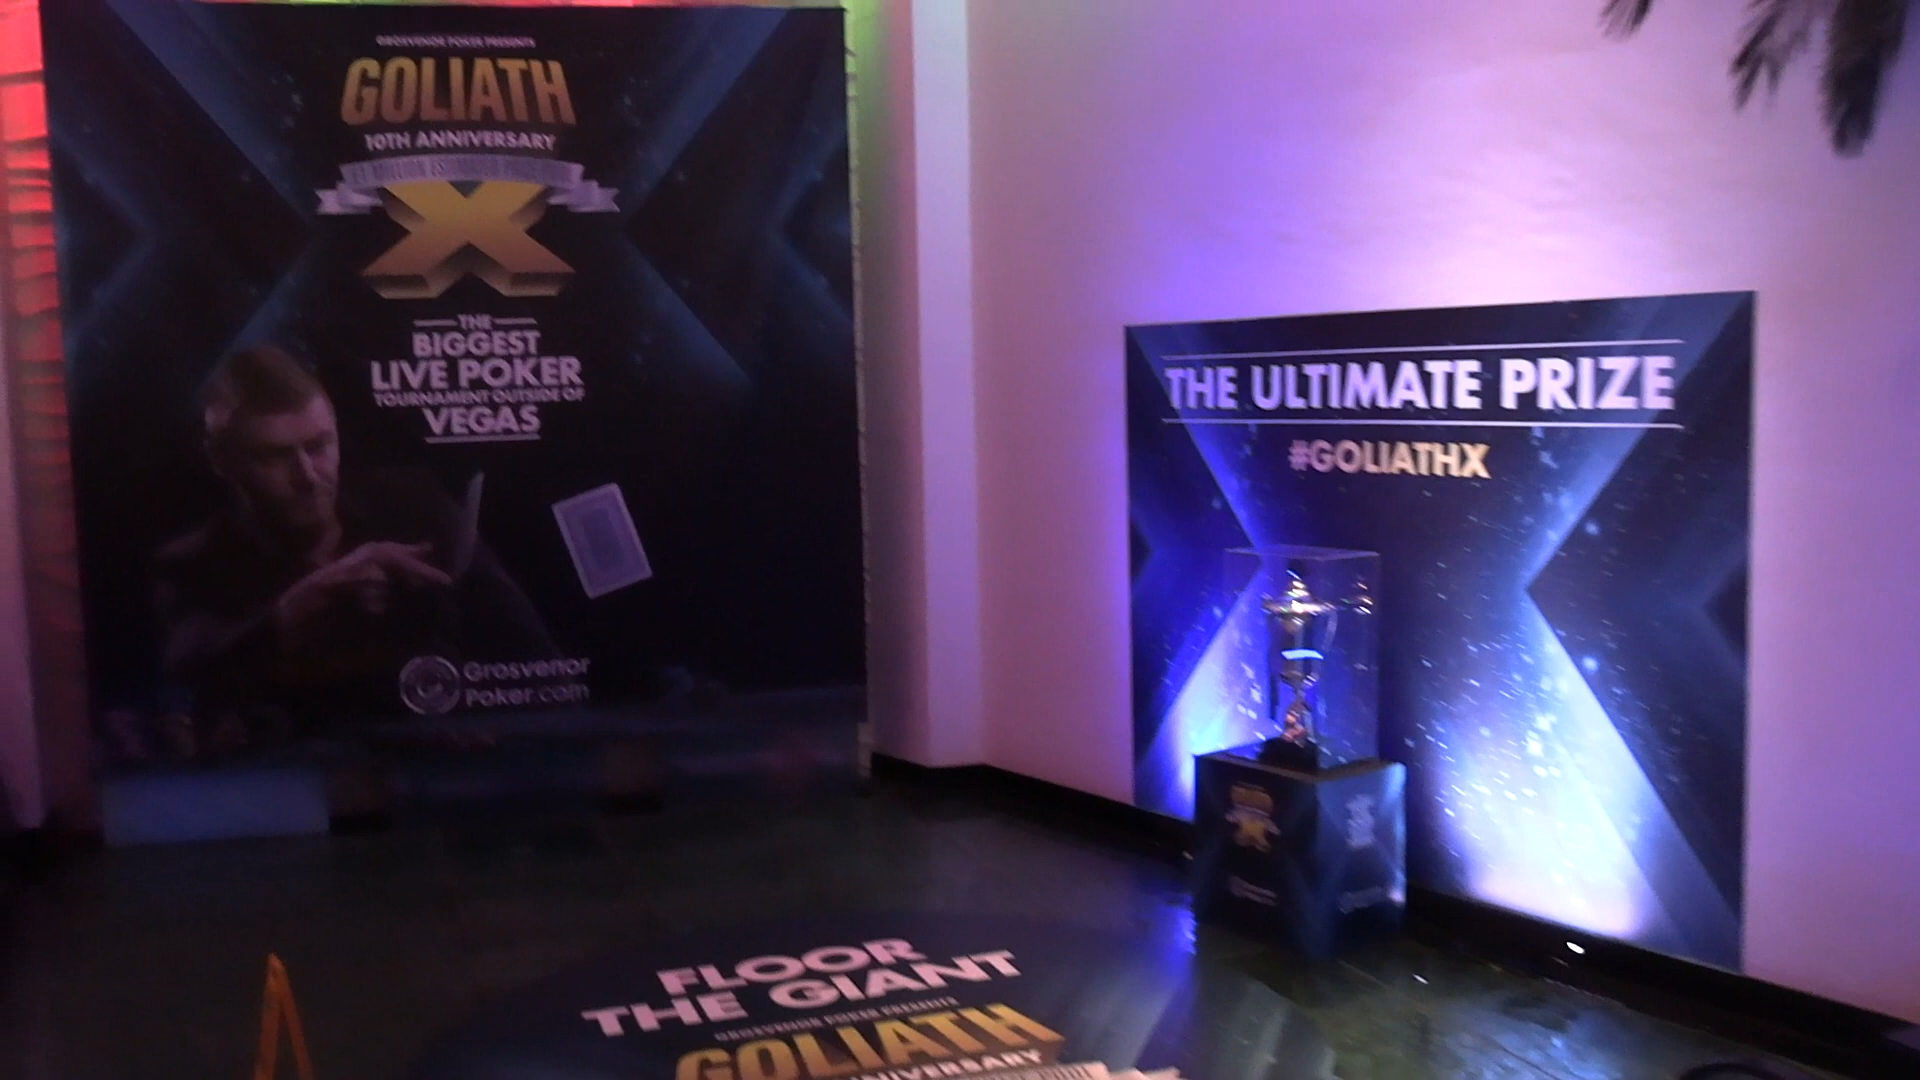 GROSVENOR POKER PRESENTS
GOLIATH
10TH ANNIVERSARY
X
THE
BIGGEST
LIVE POKER
TOURNAMENT OUTSIDE OF
VEGAS
Grosvenor
Poker.com
THE ULTIMATE PRIZE
#GOLIATHX
FLOOR
THE GIANT
GROSVENOR POKER PRESENTS
GOLIATH